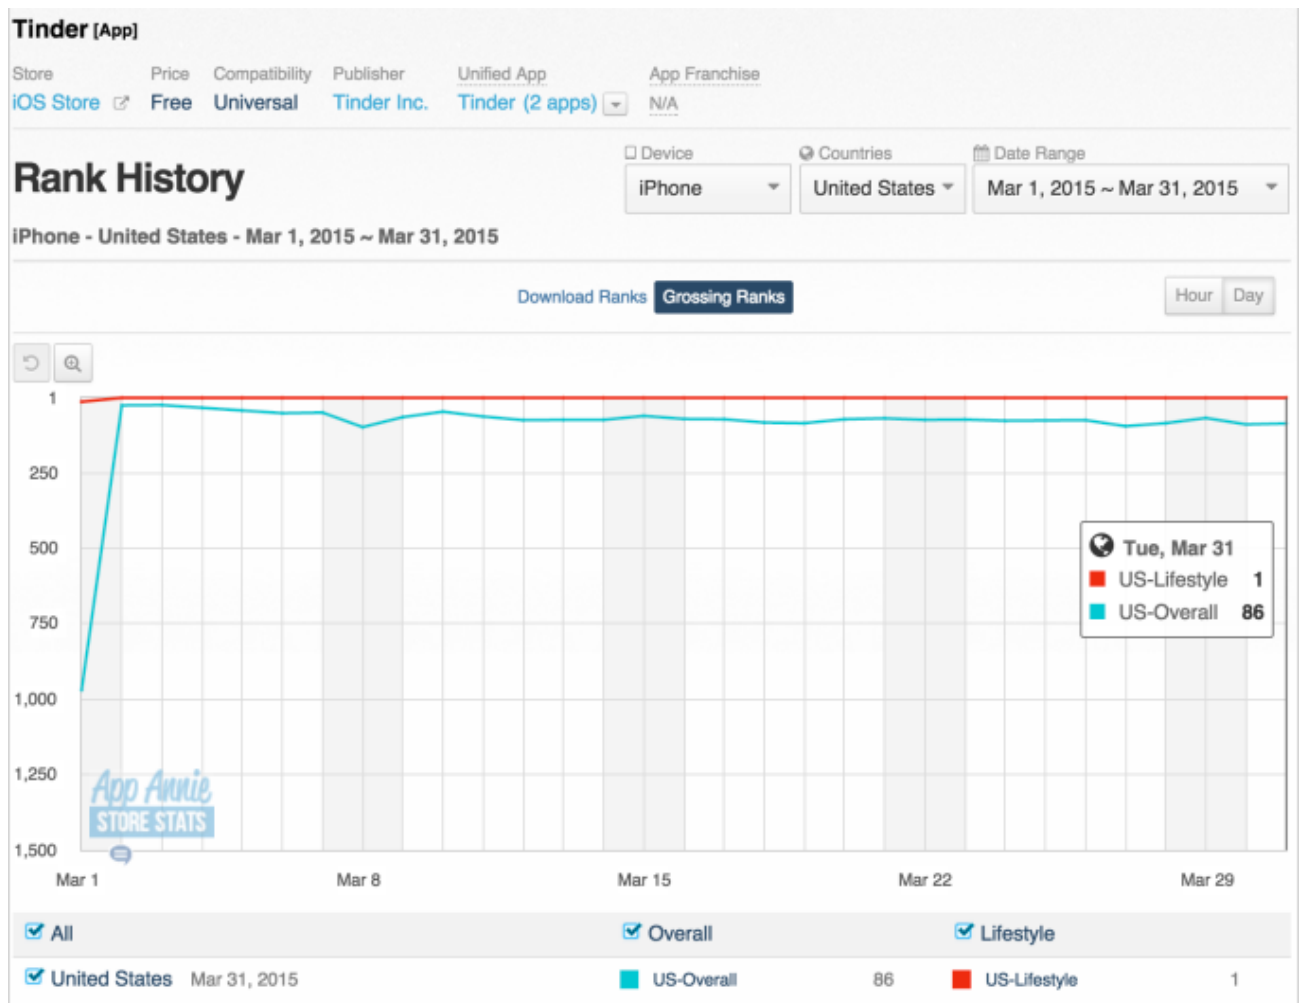 Tinder [App]
Store Price Compatibility Publisher Unified App App Franchise
iOS Store Free Universal Tinder Inc. Tinder (2 apps) N/A
Device Countries Date Range
Rank History iPhone United States Mar 1, 2015 ~ Mar 31, 2015
iPhone - United States - Mar 1, 2015 ~ Mar 31, 2015
Download Ranks Grossing Ranks Hour Day
1
250
500
750
1,000
1,250
1,500
Tue, Mar 31
US-Lifestyle 1
US-Overall 86
App Annie
STORE STATS
Mar 1 Mar 8 Mar 15 Mar 22 Mar 29
All Overall Lifestyle
United States Mar 31, 2015 US-Overall 86 US-Lifestyle 1